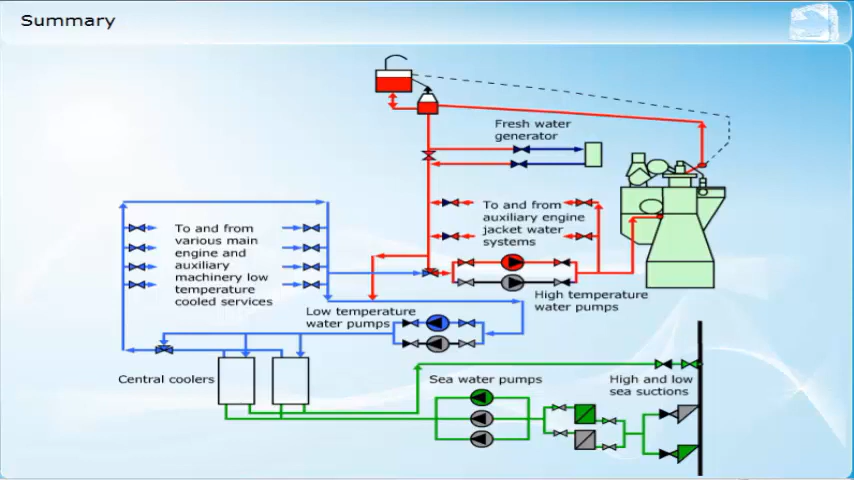 Summary
Fresh water
generator
To and from
auxiliary engine
jacket water
systems
To and from
various main
engine and
auxiliary
machinery low
temperature
cooled services
High temperature
water pumps
Low temperature
water pumps
Central coolers
Sea water pumps
High and low
sea suctions